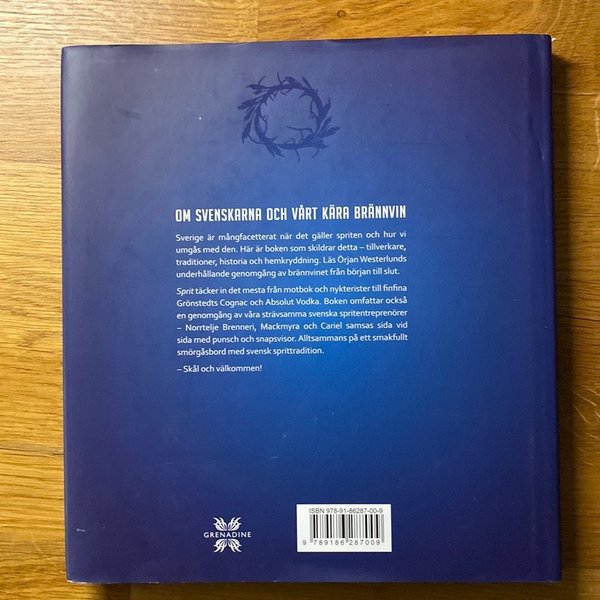 OM SVENSKARNA OCH VÅRT KÄRA BRÄNNVIN
Sverige är mångfacetterat när det gäller spriten och hur vi
umgås med den. Här är boken som skildrar detta – tillverkare,
traditioner, historia och hemkryddning. Läs Örjan Westerlunds
underhållande genomgång av brännvinet från början till slut.
Sprit täcker in det mesta från motbok och nykterister till finfina
Grönstedts Cognac och Absolut Vodka. Boken omfattar också
en genomgång av våra strävsamma svenska spritentreprenörer
– Norrtelje Brenneri, Mackmyra och Cariel samsas sida vid
sida med punsch och snapsvisor. Alltsammans på ett smakfullt
smörgåsbord med svensk sprittradition.
– Skål och välkommen!
GRENADINE
ISBN 978-91-86287-00-9
9 789186 287009